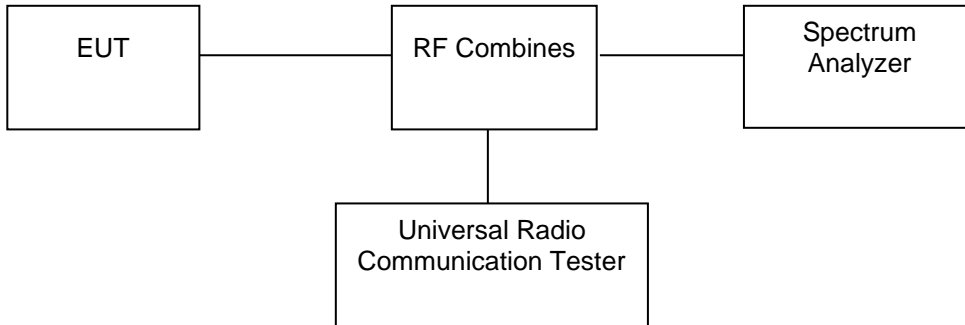 EUT
RF Combines
Spectrum
Analyzer
Universal Radio
Communication Tester